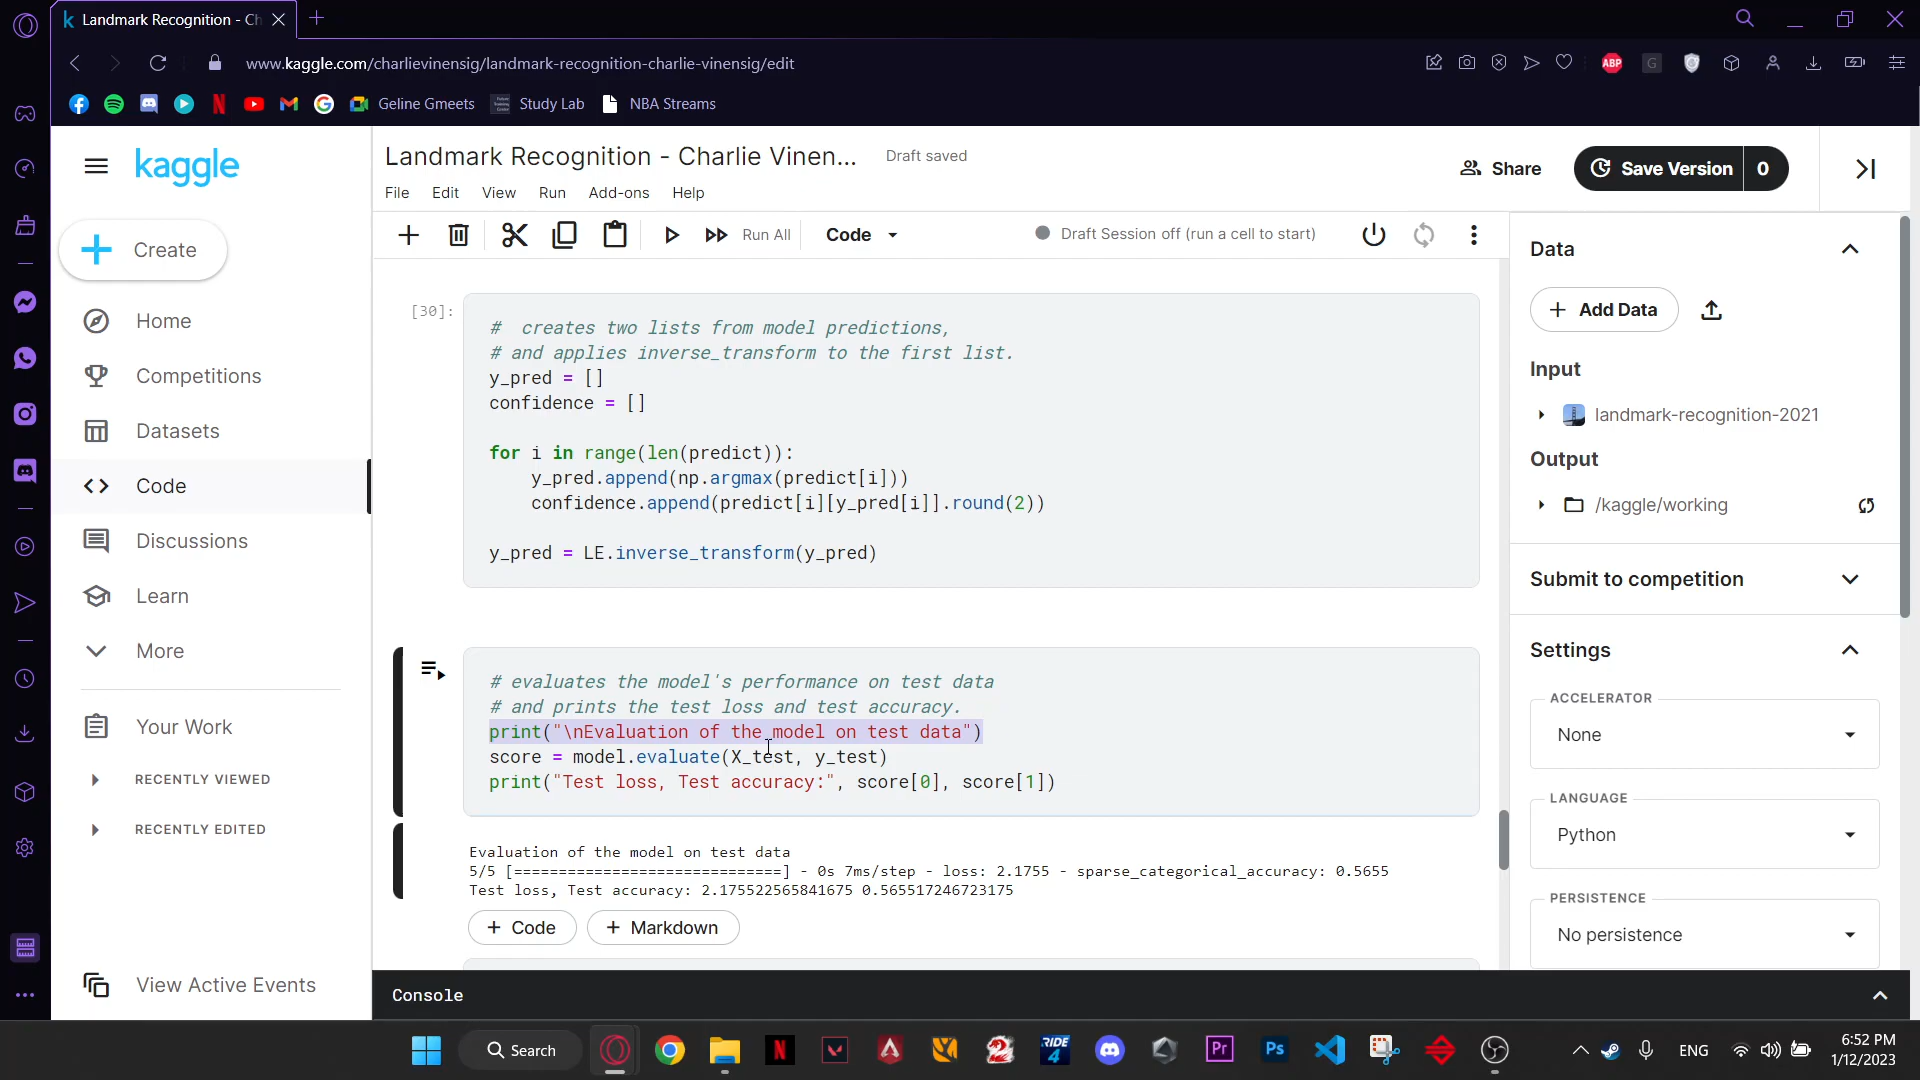 Landmark Recognition - Ch
www.kaggle.com/charlievinensig/landmark-recognition-charlie-vinensig/edit
ABP
G
Geline Gmeets
Study Lab
NBA Streams
kaggle
Landmark Recognition - Charlie Vinen...
Draft saved
Share
Save Version
0
File
Edit
View
Run
Add-ons
Help
Run All
Code
Draft Session off (run a cell to start)
Create
Home
Competitions
Datasets
Code
Discussions
Learn
More
Your Work
RECENTLY VIEWED
RECENTLY EDITED
View Active Events
[30]:
#  creates two lists from model predictions,
# and applies inverse_transform to the first list.
y_pred = []
confidence = []
for i in range(len(predict)):
    y_pred.append(np.argmax(predict[i]))
    confidence.append(predict[i][y_pred[i]].round(2))
y_pred = LE.inverse_transform(y_pred)
# evaluates the model's performance on test data
# and prints the test loss and test accuracy.
print("\nEvaluation of the model on test data")
score = model.evaluate(X_test, y_test)
print("Test loss, Test accuracy:", score[0], score[1])
Evaluation of the model on test data
5/5 [==============================] - 0s 7ms/step - loss: 2.1755 - sparse_categorical_accuracy: 0.5655
Test loss, Test accuracy: 2.175522565841675 0.565517246723175
+ Code
+ Markdown
Data
Add Data
Input
landmark-recognition-2021
Output
/kaggle/working
Submit to competition
Settings
ACCELERATOR
None
LANGUAGE
Python
PERSISTENCE
No persistence
Console
Search
N
2
RIDE
4
Pr
Ps
ENG
6:52 PM
1/12/2023